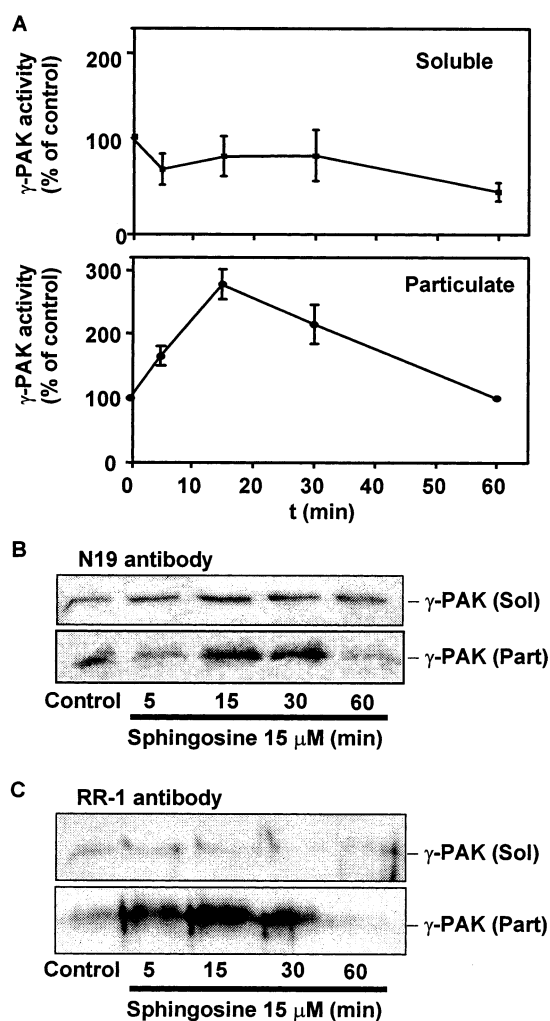 A
γ-PAK activity
(% of control)
200
100
0
Soluble
γ-PAK activity
(% of control)
300
200
100
0
Particulate
0 10 20 30 40 50 60
t (min)
B
N19 antibody
γ-PAK (Sol)
γ-PAK (Part)
Control 5 15 30 60
Sphingosine 15 μM (min)
C
RR-1 antibody
γ-PAK (Sol)
γ-PAK (Part)
Control 5 15 30 60
Sphingosine 15 μM (min)